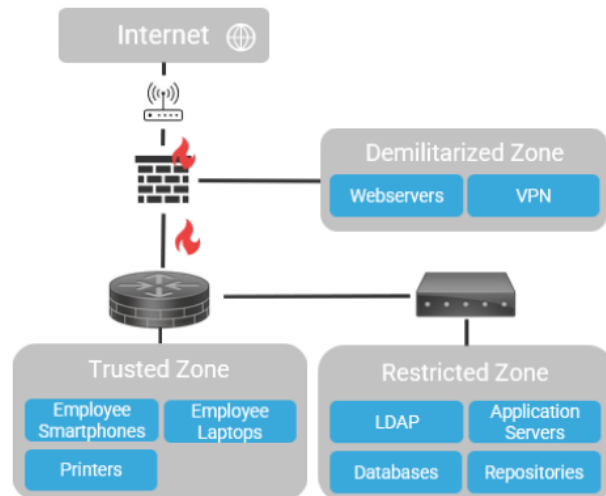 Internet
Demilitarized Zone
Webservers
VPN
Trusted Zone
Employee
Smartphones
Employee
Laptops
Printers
Restricted Zone
LDAP
Application
Servers
Databases
Repositories